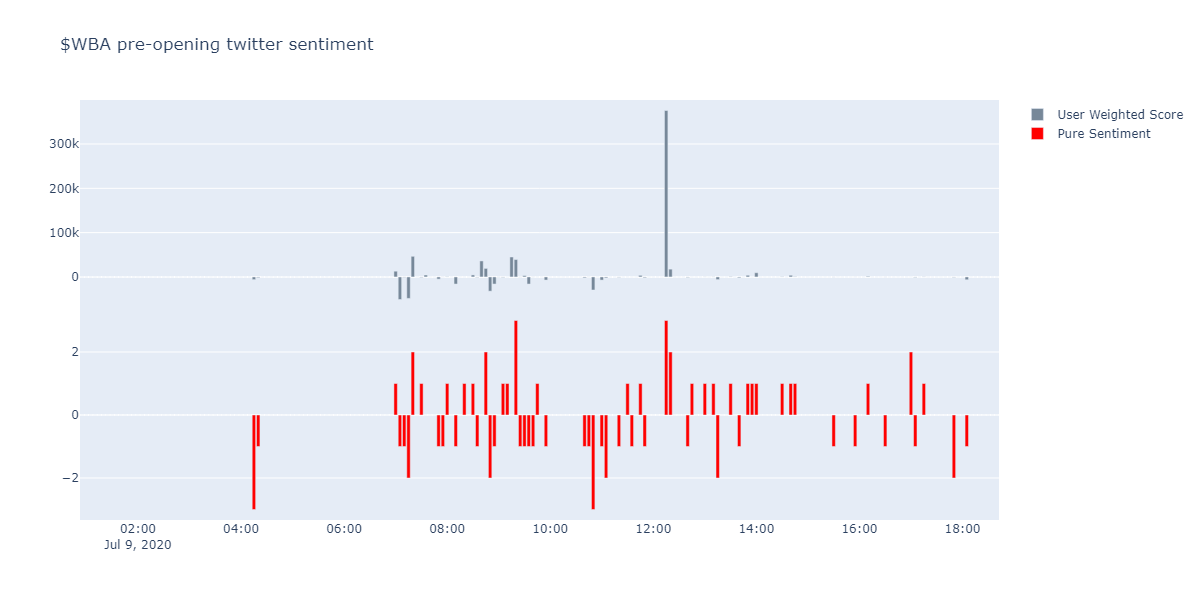 $WBA pre-opening twitter sentiment
User Weighted Score
Pure Sentiment
300k
200k
100k
0
2
0
−2
02:00 04:00 06:00 08:00 10:00 12:00 14:00 16:00 18:00
Jul 9, 2020